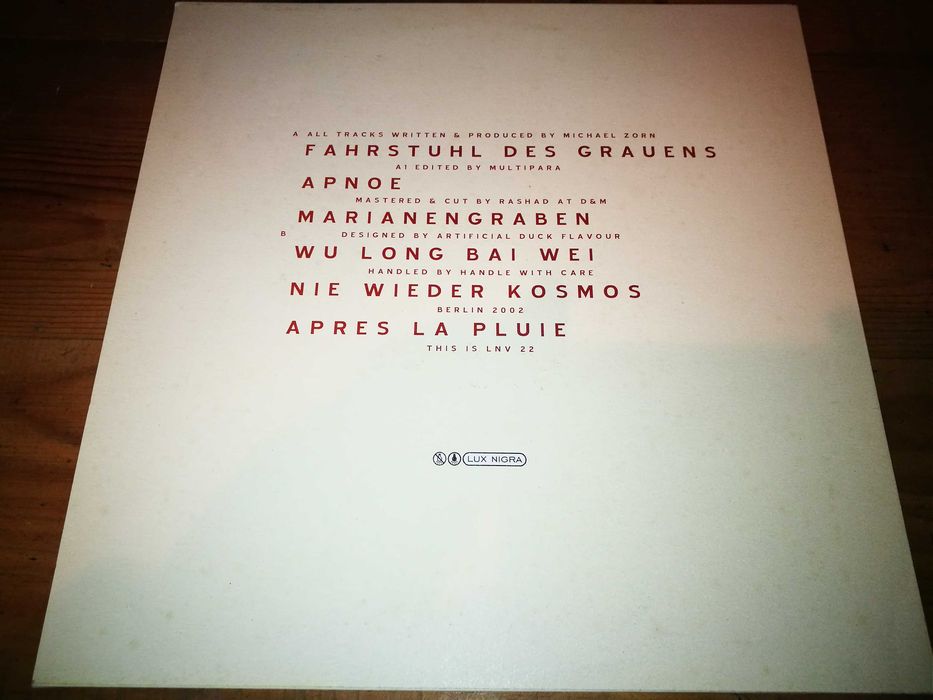 A ALL TRACKS WRITTEN & PRODUCED BY MICHAEL ZORN
FAHRSTUHL DES GRAUENS
A1 EDITED BY MULTIPARA
APNOE
MASTERED & CUT BY RASHAD AT D&M
MARIANENGRABEN
B DESIGNED BY ARTIFICIAL DUCK FLAVOUR
WU LONG BAI WEI
HANDLED BY HANDLE WITH CARE
NIE WIEDER KOSMOS
BERLIN 2002
APRES LA PLUIE
THIS IS LNV 22
LUX NIGRA